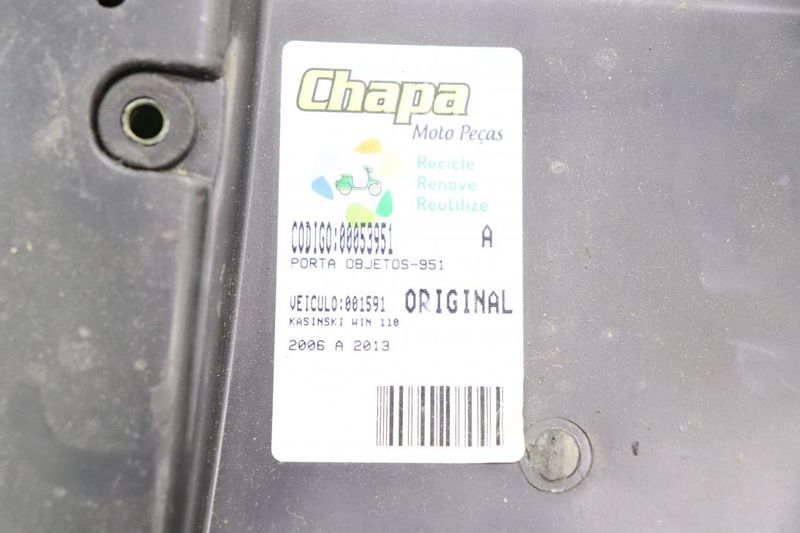 Chapa
Moto Peças
Recicle
Renove
Reutilize
CODIGO:00053951 A
PORTA OBJETOS-951
VEICULO:001591 ORIGINAL
KASINSKI WIN 110
2006 A 2013